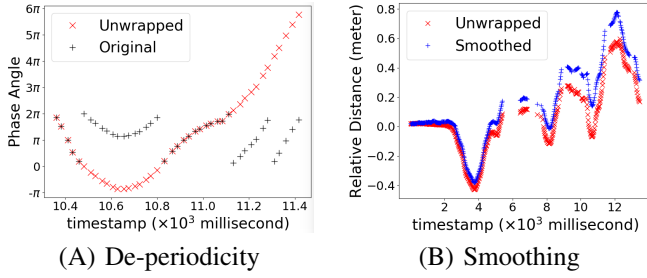 6π
5π
4π
3π
2π
π
0
-π
Phase Angle
Unwrapped
Original
10.4 10.6 10.8 11.0 11.2 11.4
timestamp (×10³ millisecond)
(A) De-periodicity
0.8
0.6
0.4
0.2
0.0
−0.2
−0.4
Relative Distance (meter)
Unwrapped
Smoothed
2 4 6 8 10 12
timestamp (×10³ millisecond)
(B) Smoothing